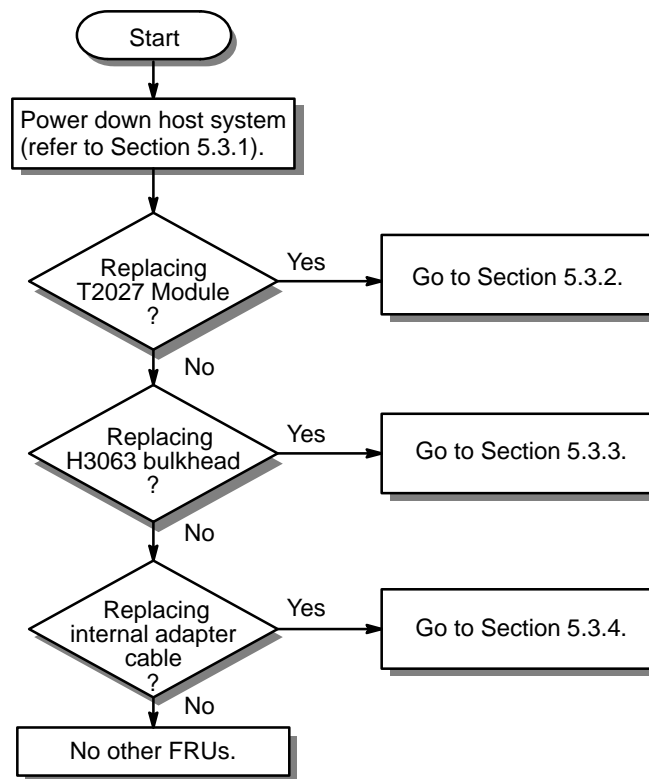 Start
Power down host system
(refer to Section 5.3.1).
Replacing
T2027 Module
?
Yes
Go to Section 5.3.2.
No
Replacing
H3063 bulkhead
?
Yes
Go to Section 5.3.3.
No
Replacing
internal adapter
cable
?
Yes
Go to Section 5.3.4.
No
No other FRUs.